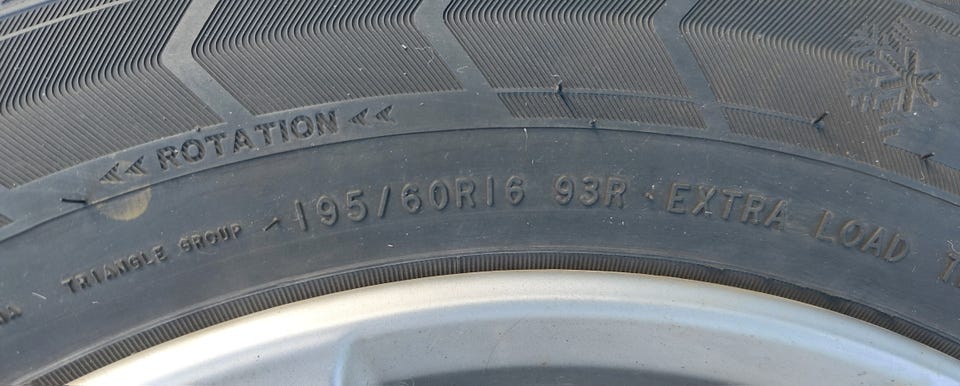 << ROTATION <<
TRIANGLE GROUP 195/60R16 93R EXTRA LOAD